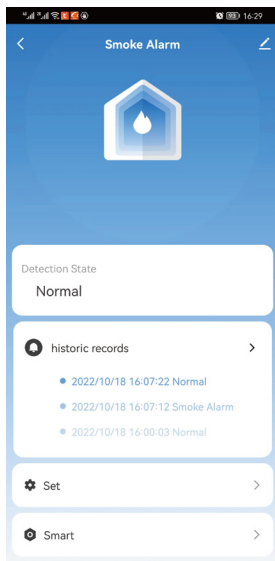 16:29
Smoke Alarm
Detection State
Normal
historic records
2022/10/18 16:07:22 Normal
2022/10/18 16:07:12 Smoke Alarm
2022/10/18 16:00:03 Normal
Set
Smart